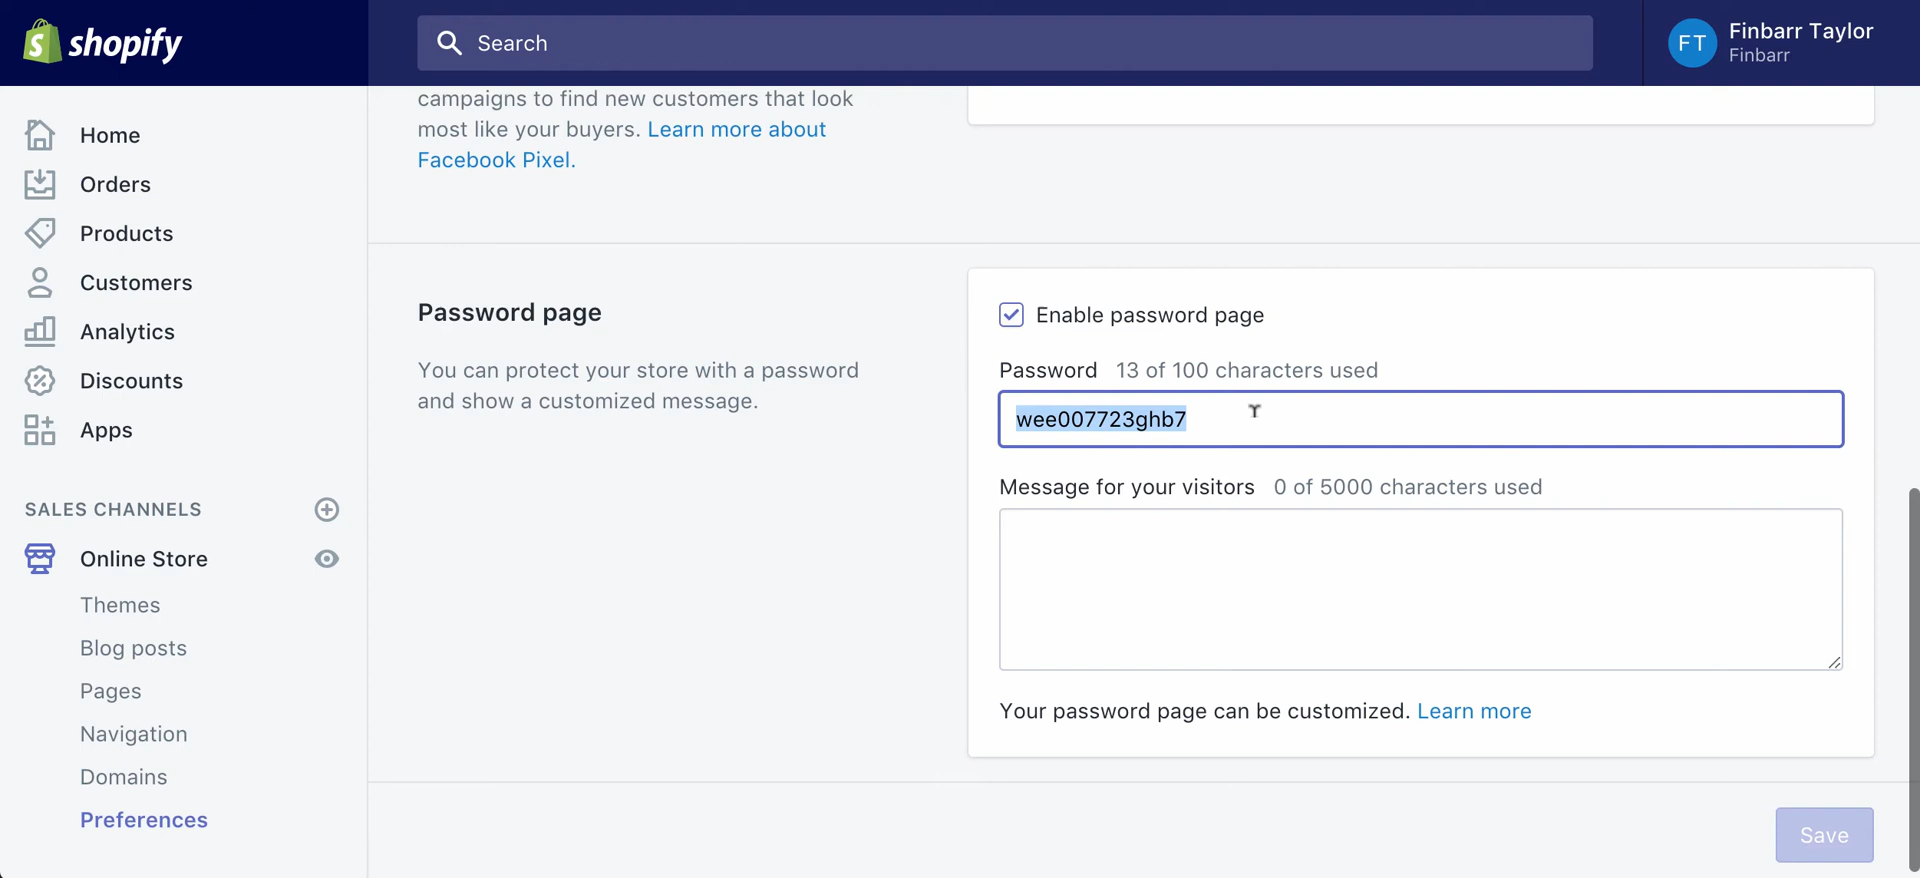 shopify
Search
FT
Finbarr Taylor
Finbarr
Home
Orders
Products
Customers
Analytics
Discounts
Apps
SALES CHANNELS
Online Store
Themes
Blog posts
Pages
Navigation
Domains
Preferences
campaigns to find new customers that look
most like your buyers. Learn more about
Facebook Pixel.
Password page
You can protect your store with a password
and show a customized message.
Enable password page
Password 13 of 100 characters used
wee007723ghb7
Message for your visitors 0 of 5000 characters used
Your password page can be customized. Learn more
Save